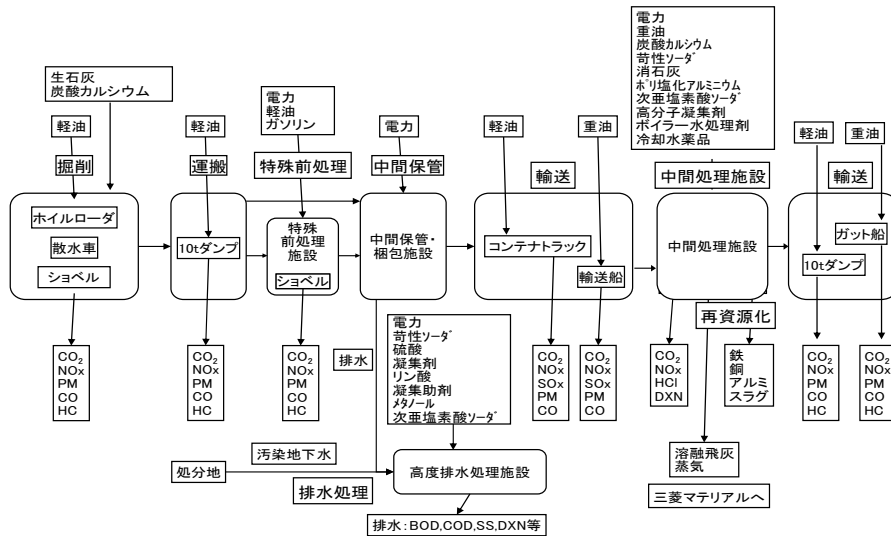 生石灰
炭酸カルシウム
軽油
掘削
ホイルローダ
散水車
ショベル
CO₂
NOx
PM
CO
HC
軽油
運搬
10tダンプ
CO₂
NOx
PM
CO
HC
電力
軽油
ガソリン
特殊前処理
特殊
前処理
施設
ショベル
CO₂
NOx
PM
CO
HC
電力
中間保管
中間保管・
梱包施設
排水
電力
苛性ソーダ
硫酸
凝集剤
リン酸
凝集助剤
メタノール
次亜塩素酸ソーダ
処分地
汚染地下水
排水処理
高度排水処理施設
排水：BOD,COD,SS,DXN等
軽油
重油
輸送
コンテナトラック
輸送船
CO₂
NOx
SOx
PM
CO
CO₂
NOx
SOx
PM
CO
電力
重油
炭酸カルシウム
苛性ソーダ
消石灰
ポリ塩化アルミニウム
次亜塩素酸ソーダ
高分子凝集剤
ボイラー水処理剤
冷却水薬品
中間処理施設
中間処理施設
再資源化
CO₂
NOx
HCl
DXN
鉄
銅
アルミ
スラグ
溶融飛灰
蒸気
三菱マテリアルへ
軽油
重油
輸送
ガット船
10tダンプ
CO₂
NOx
PM
CO
HC
CO₂
NOx
PM
CO
HC